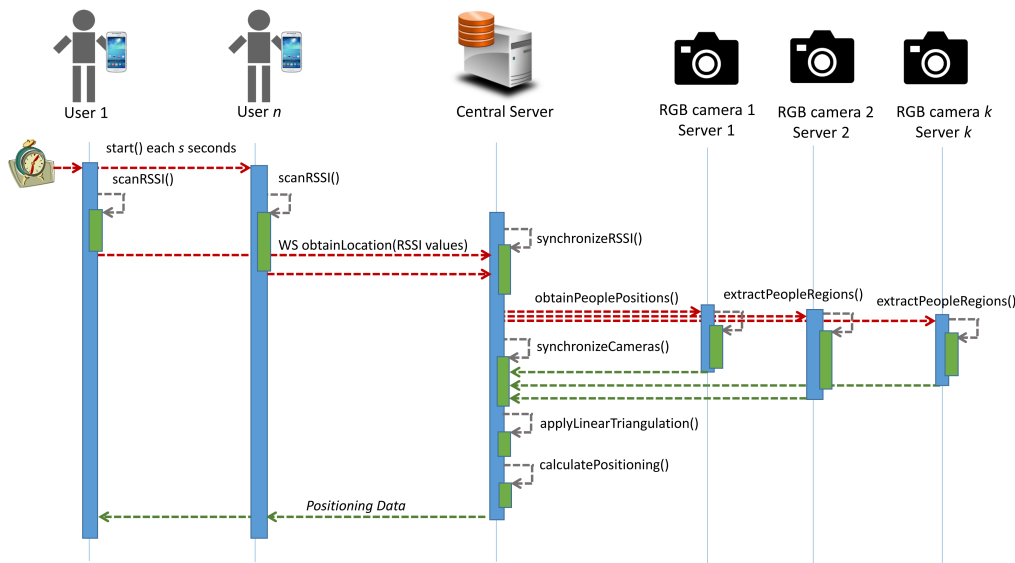 User 1
User n
Central Server
RGB camera 1
Server 1
RGB camera 2
Server 2
RGB camera k
Server k
start() each s seconds
scanRSSI()
scanRSSI()
WS obtainLocation(RSSI values)
synchronizeRSSI()
obtainPeoplePositions()
extractPeopleRegions()
extractPeopleRegions()
synchronizeCameras()
applyLinearTriangulation()
calculatePositioning()
Positioning Data